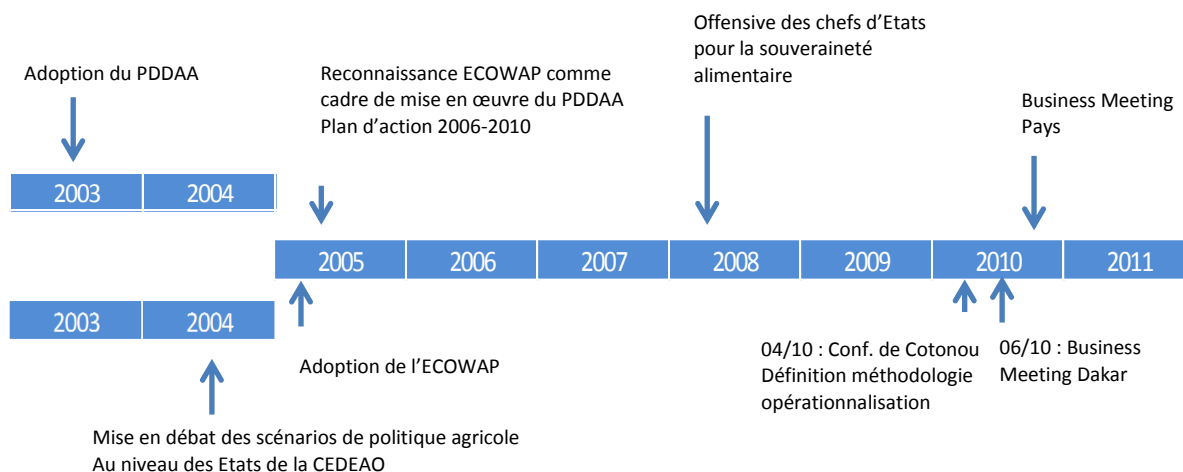 Offensive des chefs d’Etats
pour la souveraineté
alimentaire
Adoption du PDDAA
Reconnaissance ECOWAP comme
cadre de mise en œuvre du PDDAA
Plan d’action 2006-2010
Business Meeting
Pays
2003 2004
2005 2006 2007 2008 2009 2010 2011
2003 2004
Adoption de l’ECOWAP
04/10 : Conf. de Cotonou
Définition méthodologie
opérationnalisation
06/10 : Business
Meeting Dakar
Mise en débat des scénarios de politique agricole
Au niveau des Etats de la CEDEAO